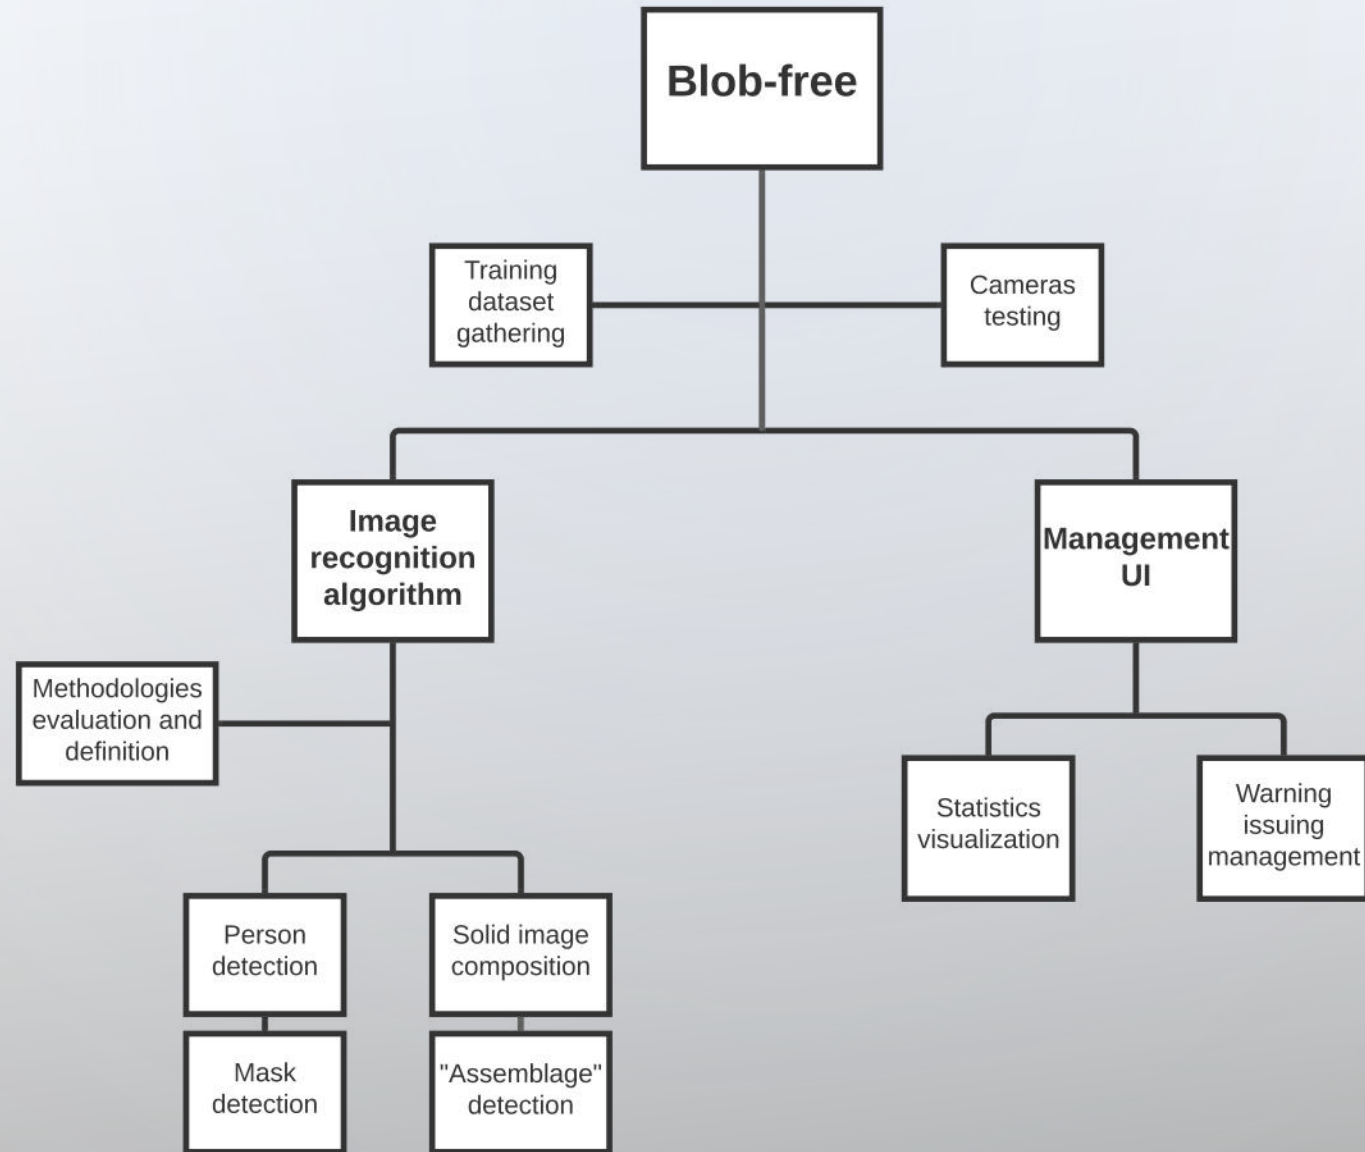 Blob-free
Training
dataset
gathering
Cameras
testing
Image
recognition
algorithm
Management
UI
Methodologies
evaluation and
definition
Statistics
visualization
Warning
issuing
management
Person
detection
Solid image
composition
Mask
detection
"Assemblage"
detection